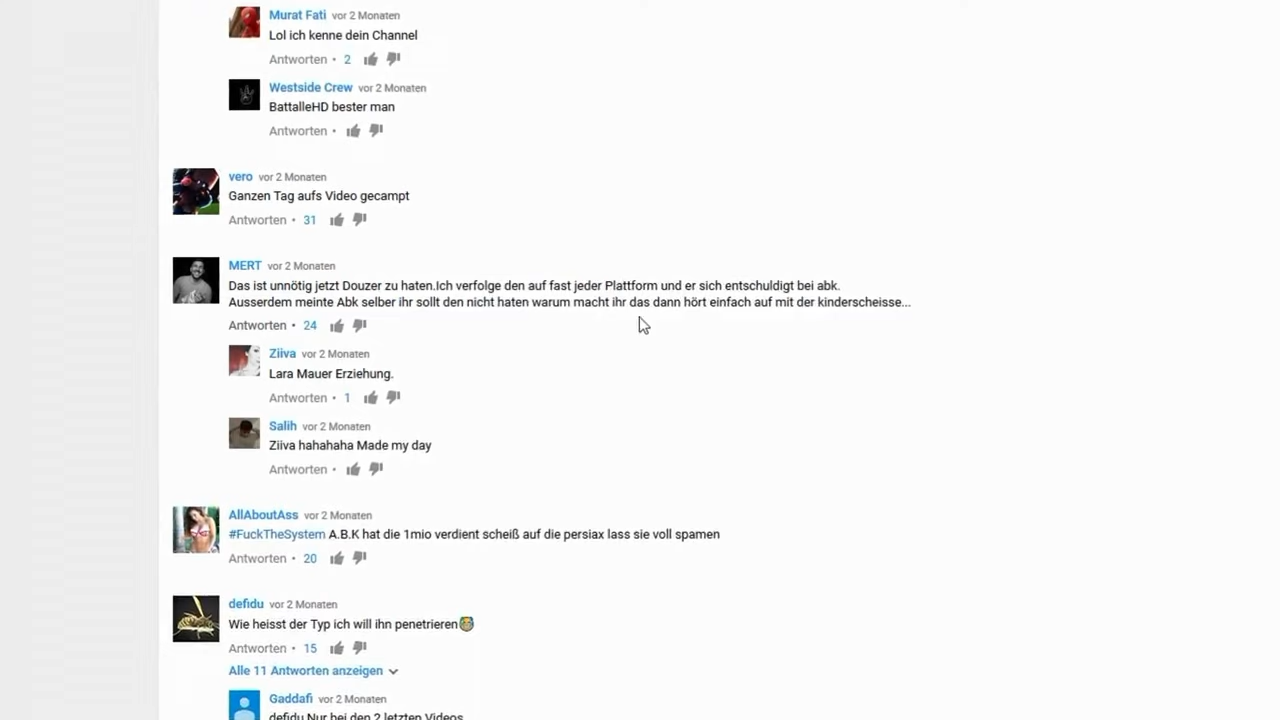 Murat Fati vor 2 Monaten
Lol ich kenne dein Channel
Antworten • 2
Westside Crew vor 2 Monaten
BattalleHD bester man
Antworten •
vero vor 2 Monaten
Ganzen Tag aufs Video gecampt
Antworten • 31
MERT vor 2 Monaten
Das ist unnötig jetzt Douzer zu haten.Ich verfolge den auf fast jeder Plattform und er sich entschuldigt bei abk.
Ausserdem meinte Abk selber ihr sollt den nicht haten warum macht ihr das dann hört einfach auf mit der kinderscheisse...
Antworten • 24
Ziiva vor 2 Monaten
Lara Mauer Erziehung.
Antworten • 1
Salih vor 2 Monaten
Ziiva hahahaha Made my day
Antworten •
AllAboutAss vor 2 Monaten
#FuckTheSystem A.B.K hat die 1mio verdient scheiß auf die persiax lass sie voll spamen
Antworten • 20
defidu vor 2 Monaten
Wie heisst der Typ ich will ihn penetrieren
Antworten • 15
Alle 11 Antworten anzeigen
Gaddafi vor 2 Monaten
defidu Nur bei den 2 letzten Videos